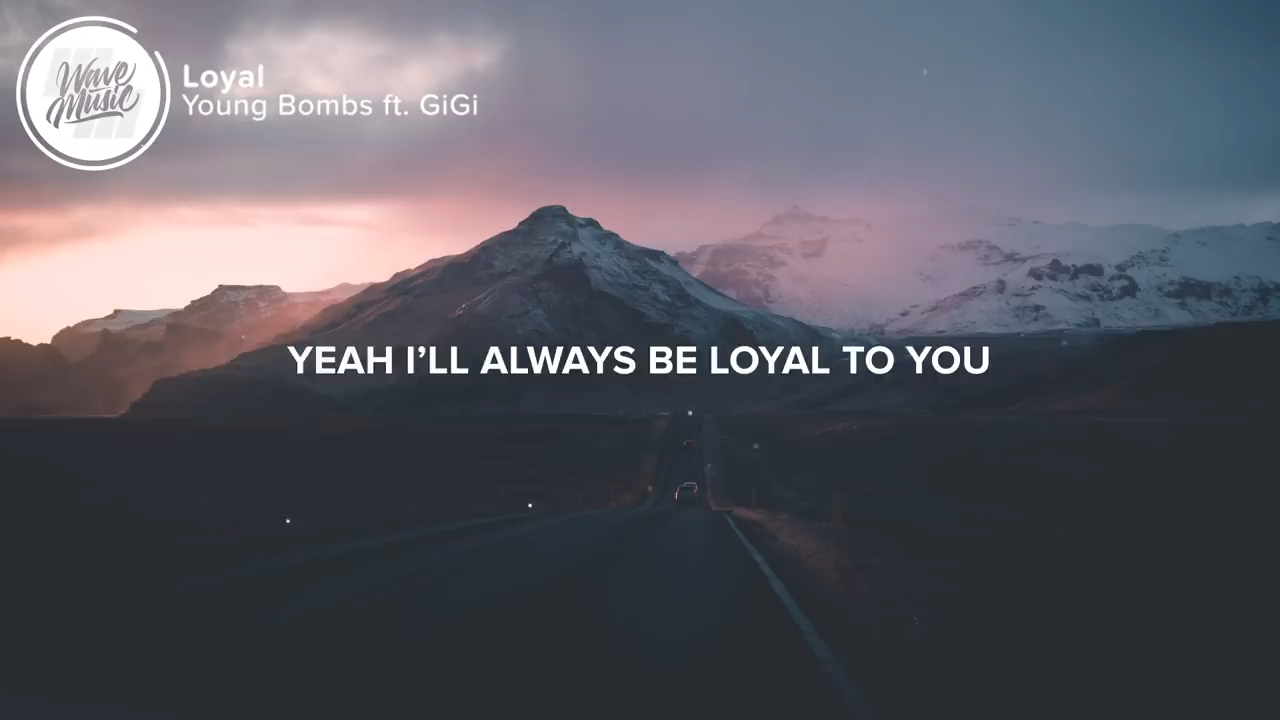 Wave
Music
Loyal
Young Bombs ft. GiGi
YEAH I’LL ALWAYS BE LOYAL TO YOU